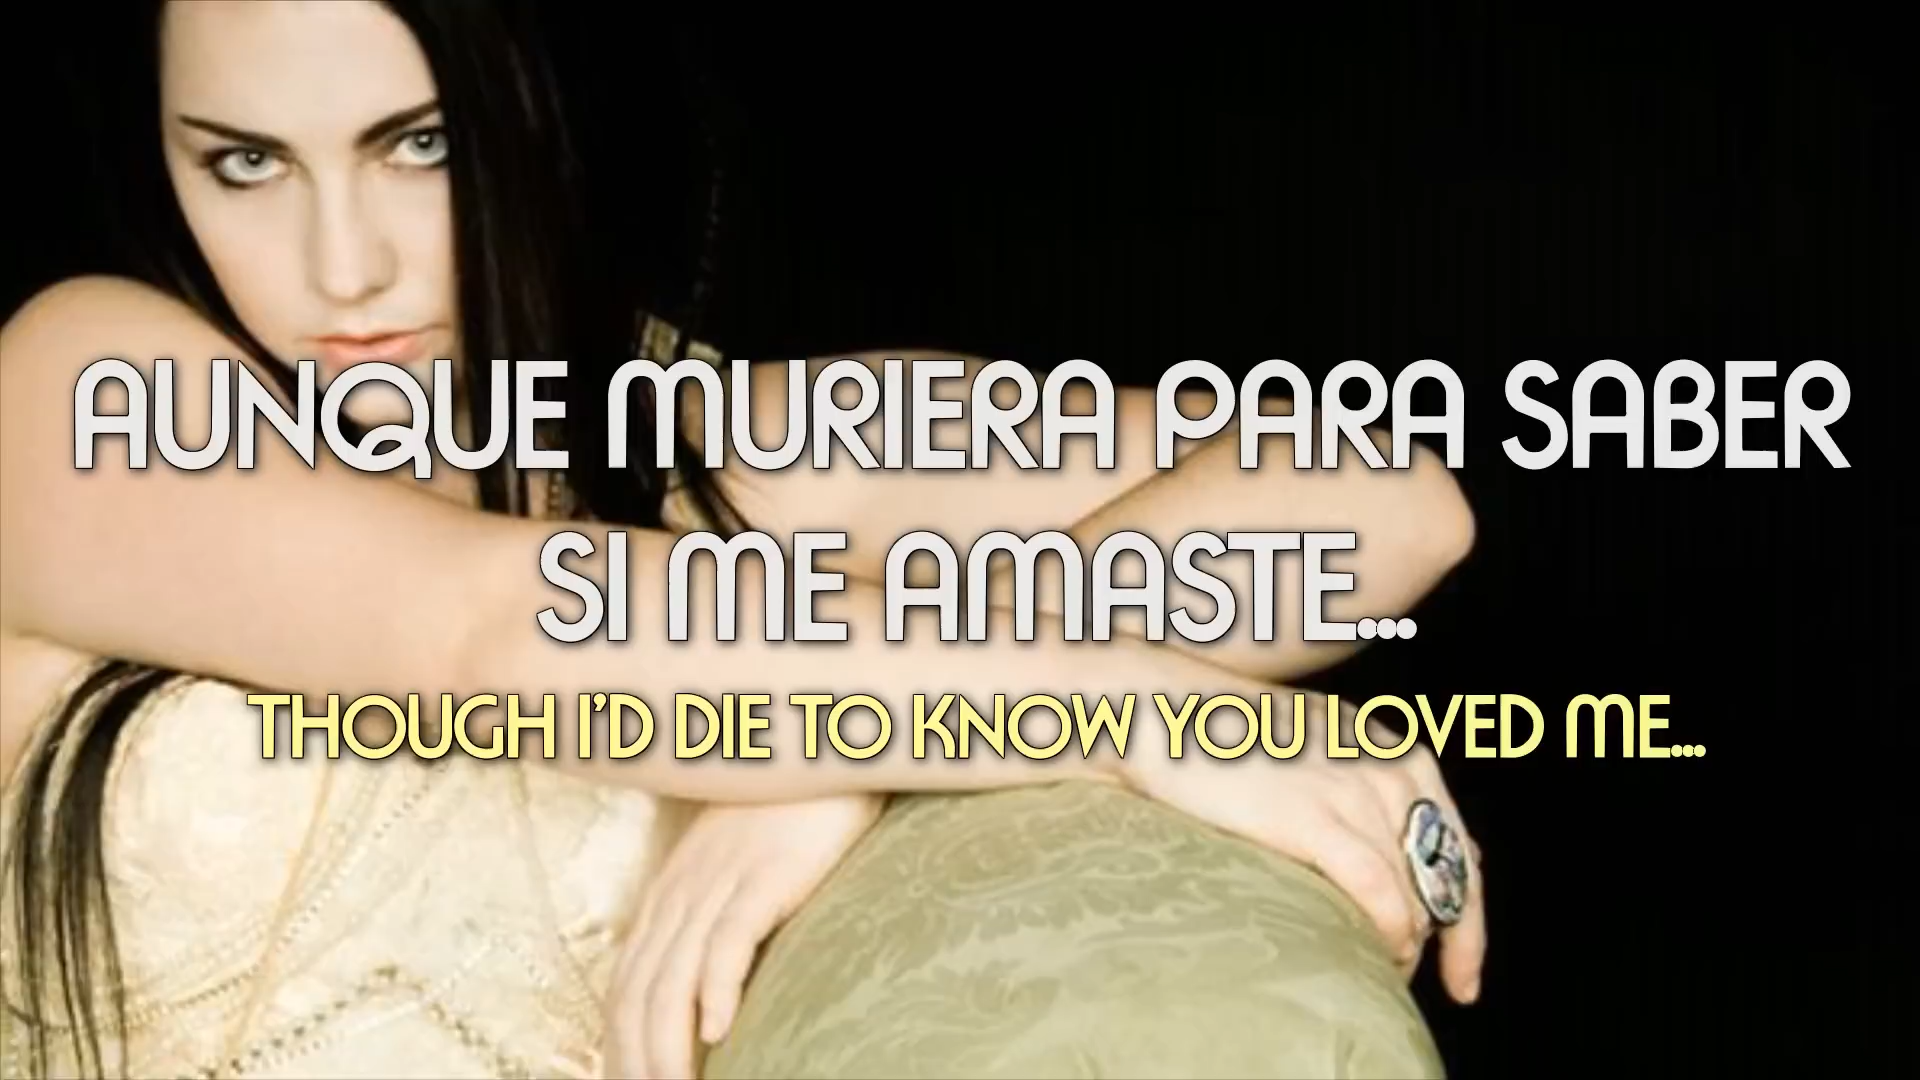 AUNQUE MURIERA PARA SABER
SI ME AMASTE...
THOUGH I'D DIE TO KNOW YOU LOVED ME...